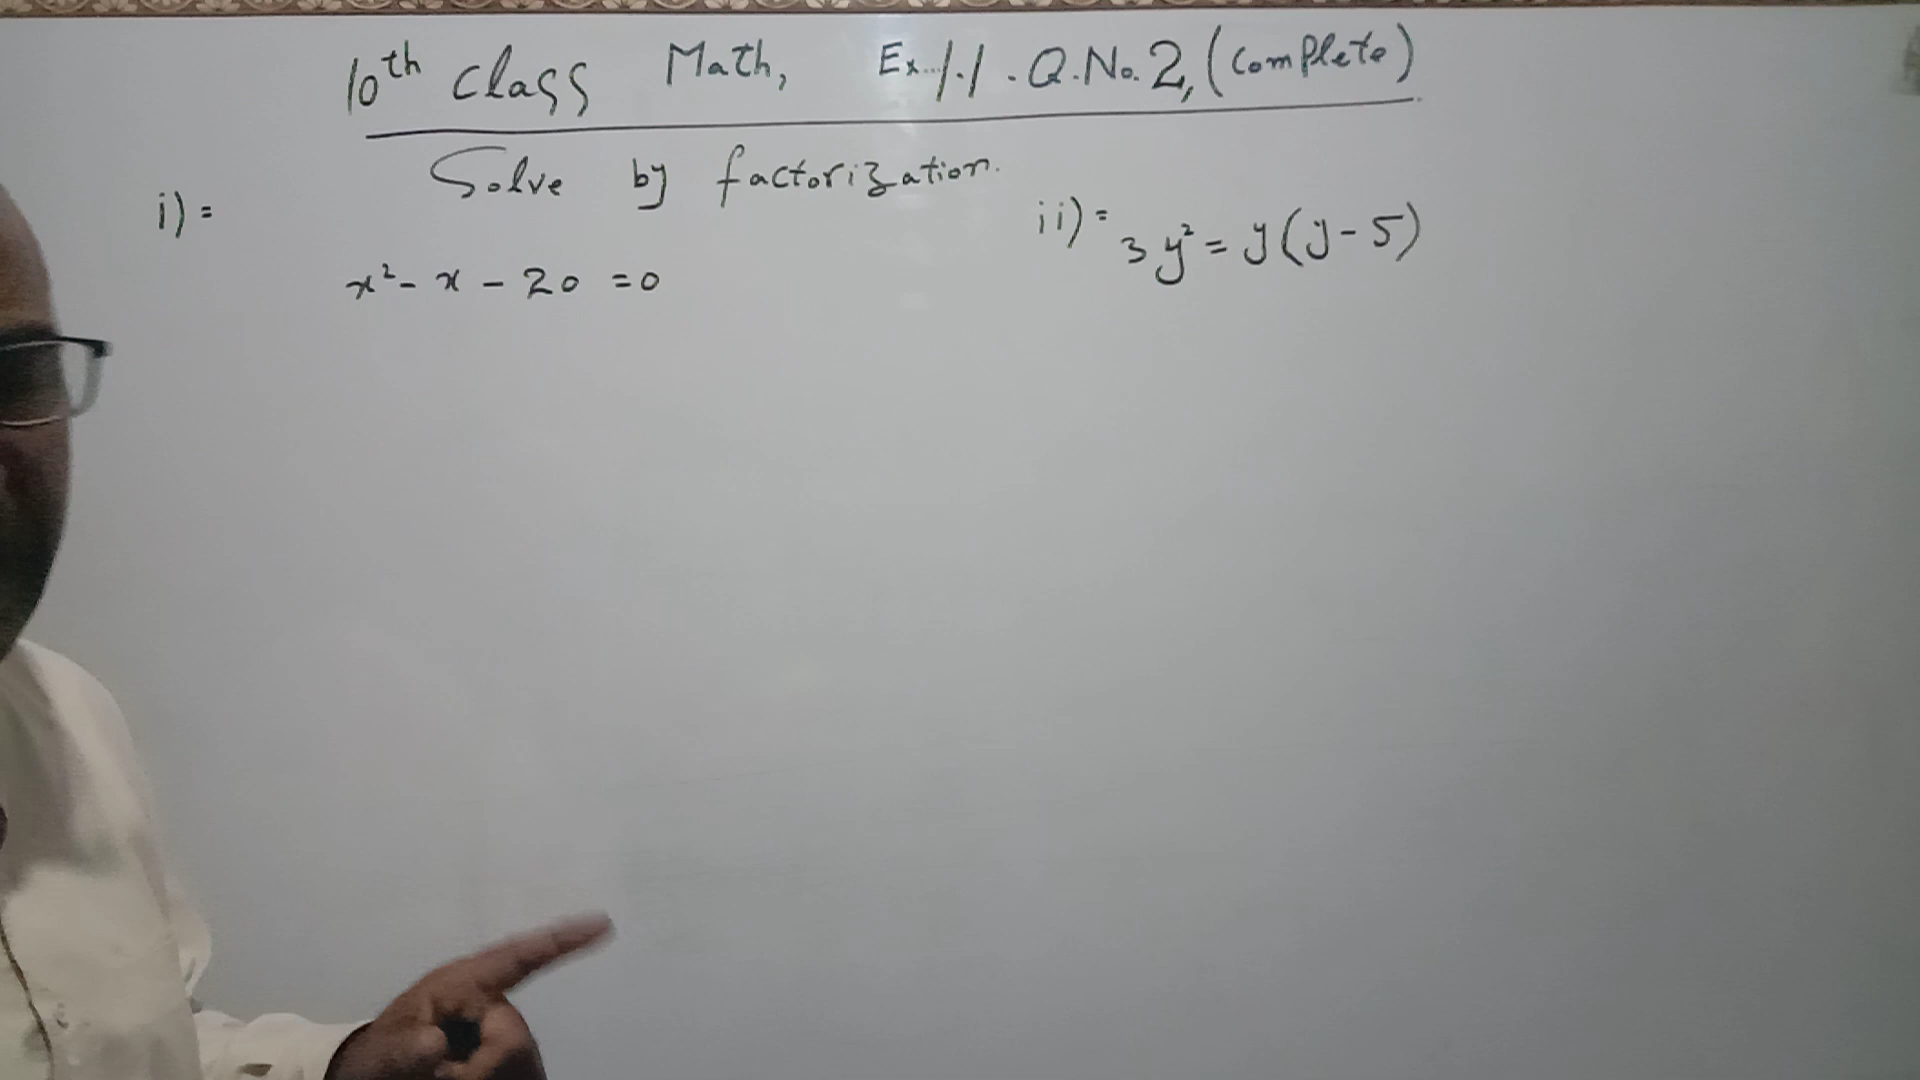 10th Class Math, Ex. 1.1. Q.No. 2, (Complete)
Solve by factorization.
i) =
x² - x - 20 = 0
ii) = 3y² = y(y - 5)